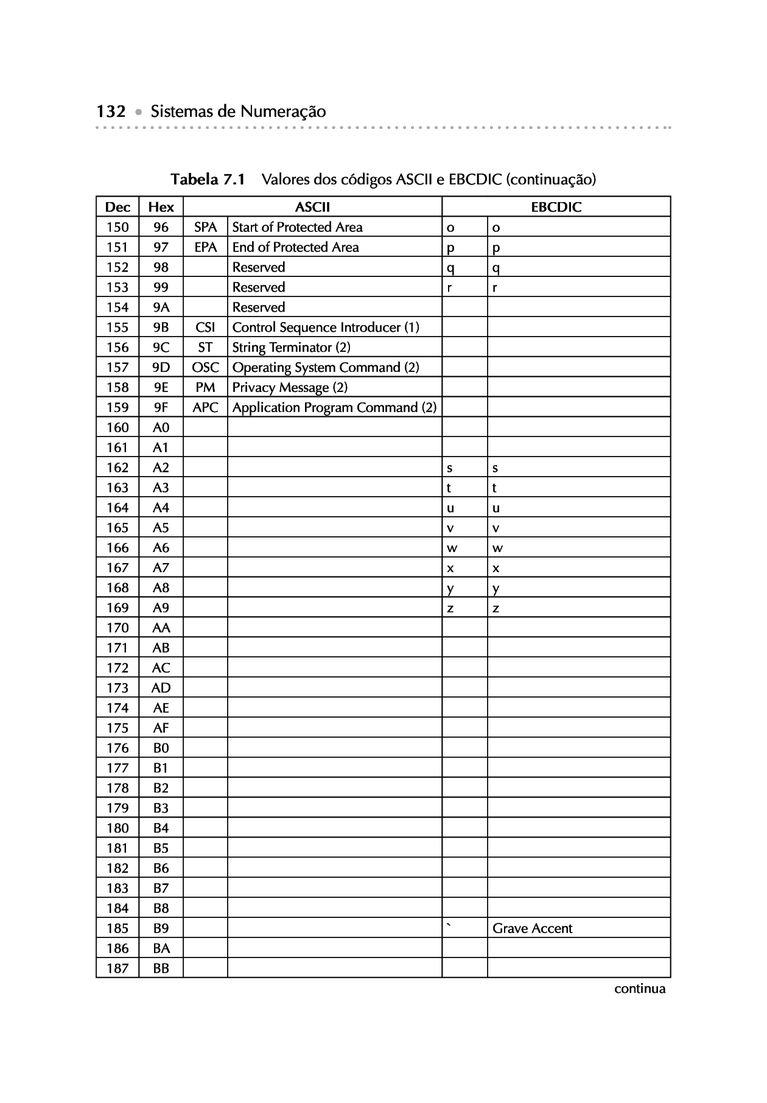 132 • Sistemas de Numeração
Tabela 7.1 Valores dos códigos ASCII e EBCDIC (continuação)
Dec Hex ASCII EBCDIC
150 96 SPA Start of Protected Area o o
151 97 EPA End of Protected Area p p
152 98 Reserved q q
153 99 Reserved r r
154 9A Reserved
155 9B CSI Control Sequence Introducer (1)
156 9C ST String Terminator (2)
157 9D OSC Operating System Command (2)
158 9E PM Privacy Message (2)
159 9F APC Application Program Command (2)
160 A0
161 A1
162 A2 s s
163 A3 t t
164 A4 u u
165 A5 v v
166 A6 w w
167 A7 x x
168 A8 y y
169 A9 z z
170 AA
171 AB
172 AC
173 AD
174 AE
175 AF
176 B0
177 B1
178 B2
179 B3
180 B4
181 B5
182 B6
183 B7
184 B8
185 B9 ` Grave Accent
186 BA
187 BB
continua